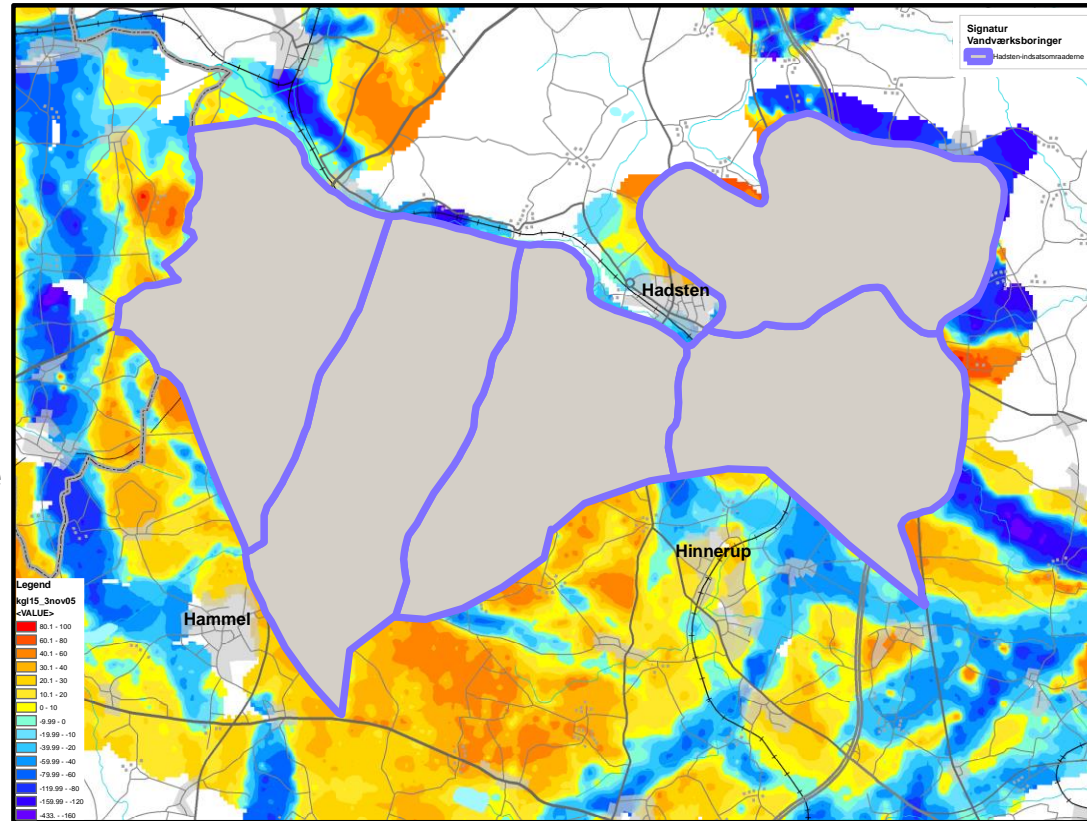 Signatur
Vandværksboringer
Hadsten-indsatsomraaderne
Hadsten
Hinnerup
Hammel
Legend
kgl15_3nov05
<VALUE>
80.1 - 100
60.1 - 80
40.1 - 60
30.1 - 40
20.1 - 30
10.1 - 20
0 - 10
-9.99 - 0
-19.99 - -10
-39.99 - -20
-59.99 - -40
-79.99 - -60
-119.99 - -80
-159.99 - -120
-433. - -160